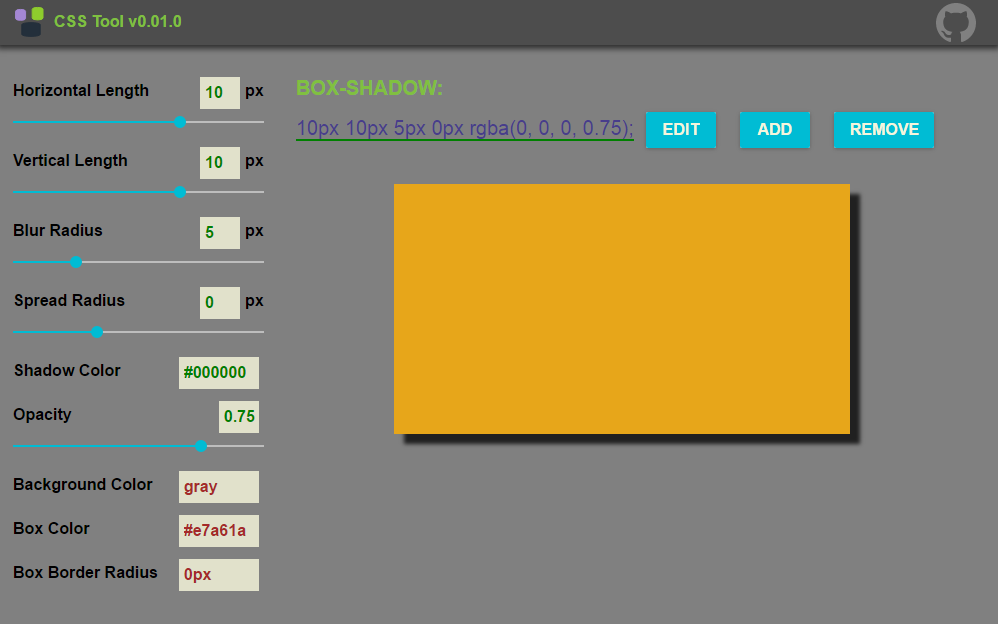 CSS Tool v0.01.0
Horizontal Length 10 px
Vertical Length 10 px
Blur Radius 5 px
Spread Radius 0 px
Shadow Color #000000
Opacity 0.75
Background Color gray
Box Color #e7a61a
Box Border Radius 0px
BOX-SHADOW:
10px 10px 5px 0px rgba(0, 0, 0, 0.75); EDIT ADD REMOVE